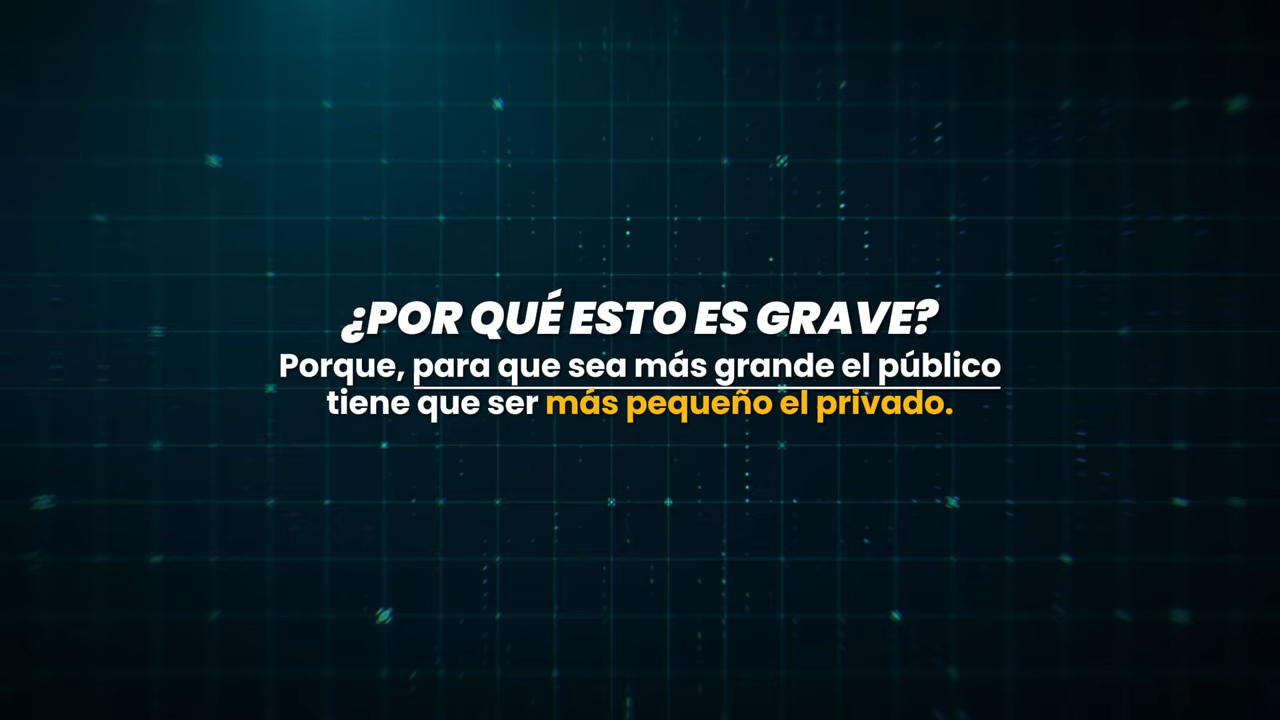 ¿POR QUÉ ESTO ES GRAVE?
Porque, para que sea más grande el público
tiene que ser más pequeño el privado.